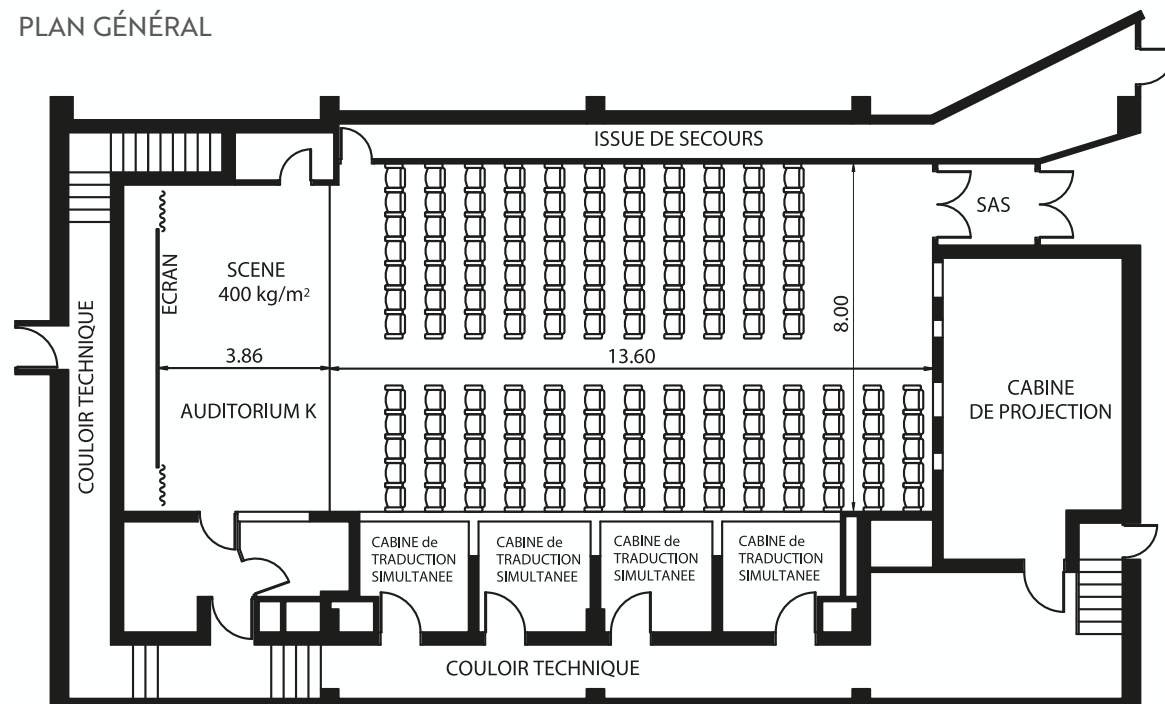 PLAN GÉNÉRAL
ISSUE DE SECOURS
SAS
ECRAN
SCENE
400 kg/m²
8.00
3.86
13.60
COULOIR TECHNIQUE
AUDITORIUM K
CABINE
DE PROJECTION
CABINE de
TRADUCTION
SIMULTANEE
CABINE de
TRADUCTION
SIMULTANEE
CABINE de
TRADUCTION
SIMULTANEE
CABINE de
TRADUCTION
SIMULTANEE
COULOIR TECHNIQUE